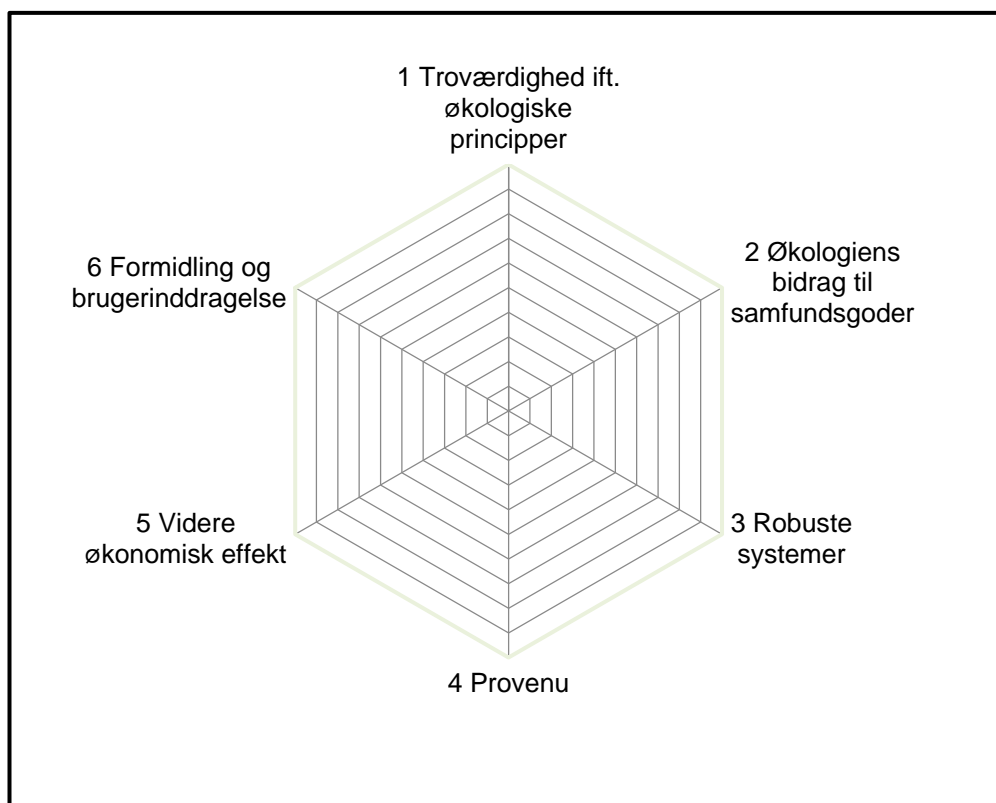 1 Troværdighed ift.
økologiske
principper
2 Økologiens
bidrag til
samfundsgoder
3 Robuste
systemer
4 Provenu
5 Videre
økonomisk effekt
6 Formidling og
brugerinddragelse